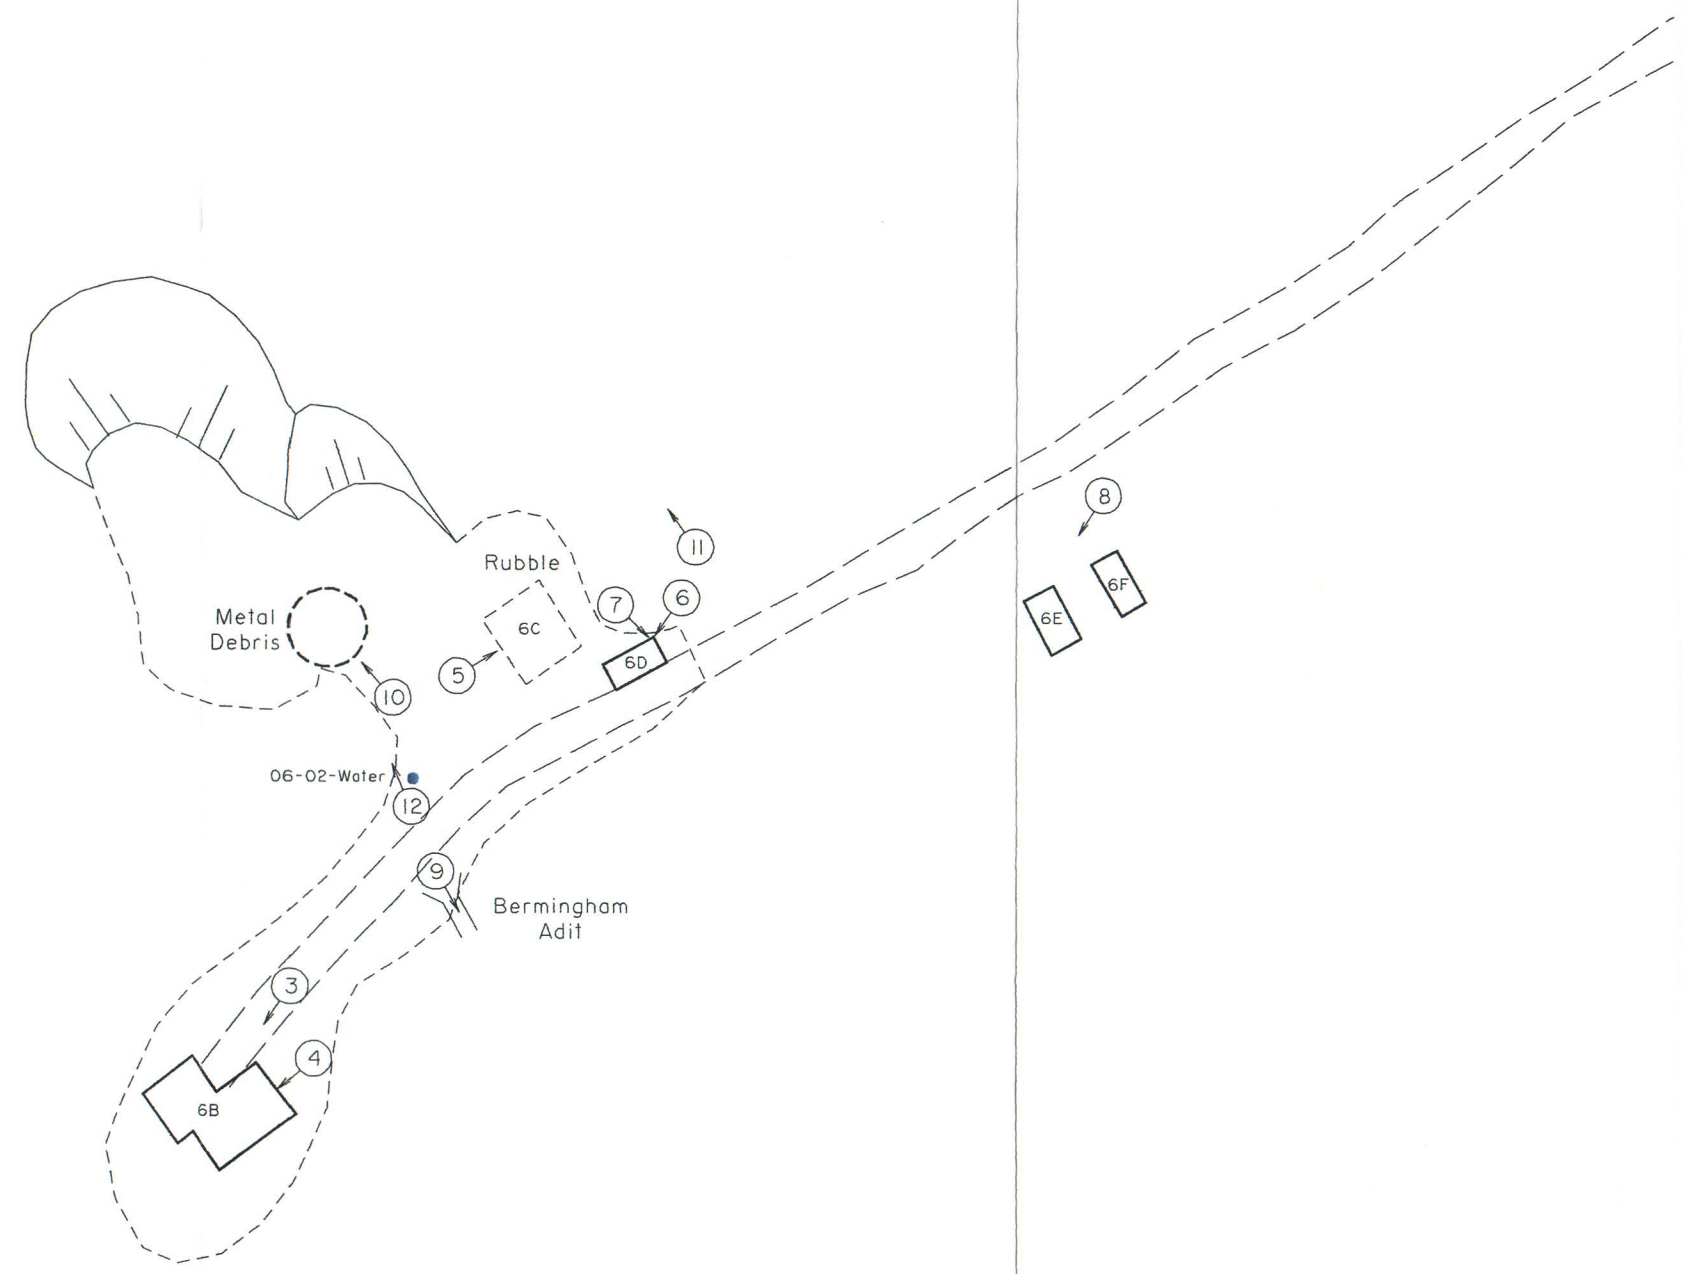 8
11
Rubble
6F
7
6
Metal
Debris
6E
6C
6D
5
10
06-02-Water
12
9
Bermingham
Adit
3
4
6B